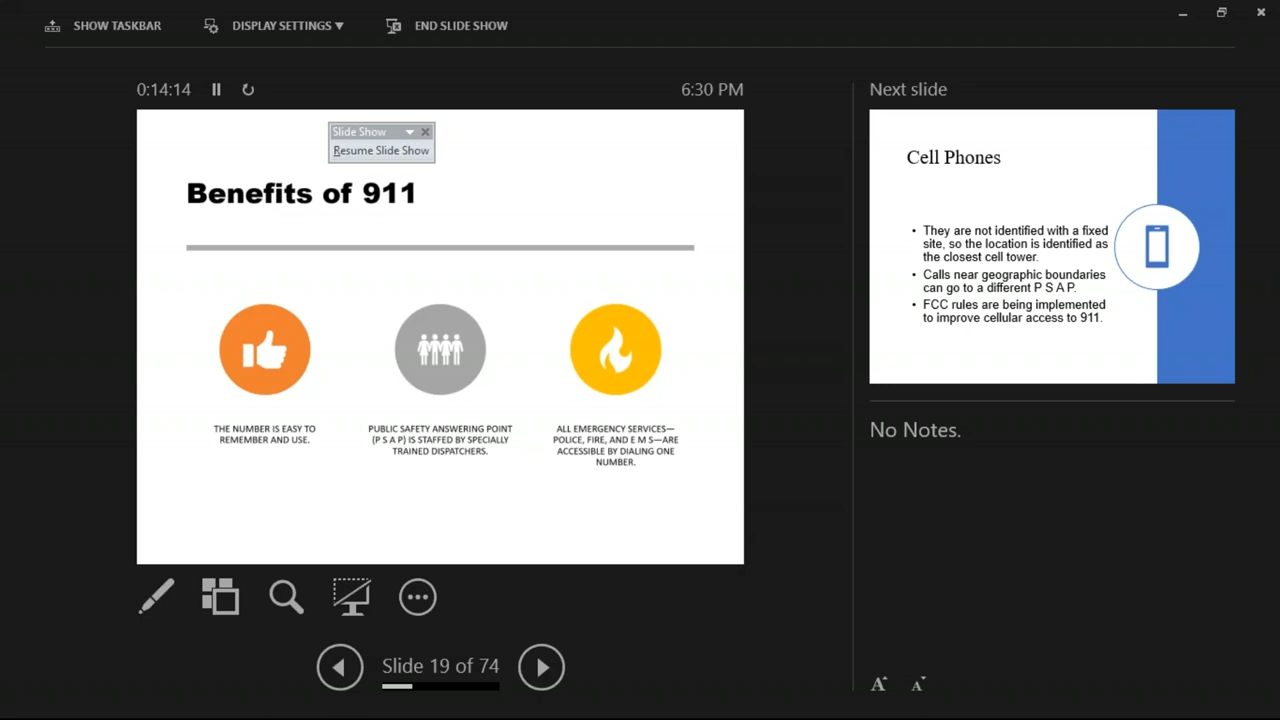 SHOW TASKBAR
DISPLAY SETTINGS
END SLIDE SHOW
0:14:14
6:30 PM
Slide Show
Resume Slide Show
Benefits of 911
THE NUMBER IS EASY TO
REMEMBER AND USE.
PUBLIC SAFETY ANSWERING POINT
(P S A P) IS STAFFED BY SPECIALLY
TRAINED DISPATCHERS.
ALL EMERGENCY SERVICES—
POLICE, FIRE, AND E M S—ARE
ACCESSIBLE BY DIALING ONE
NUMBER.
Slide 19 of 74
Next slide
Cell Phones
• They are not identified with a fixed
site, so the location is identified as
the closest cell tower.
• Calls near geographic boundaries
can go to a different P S A P.
• FCC rules are being implemented
to improve cellular access to 911.
No Notes.
A A